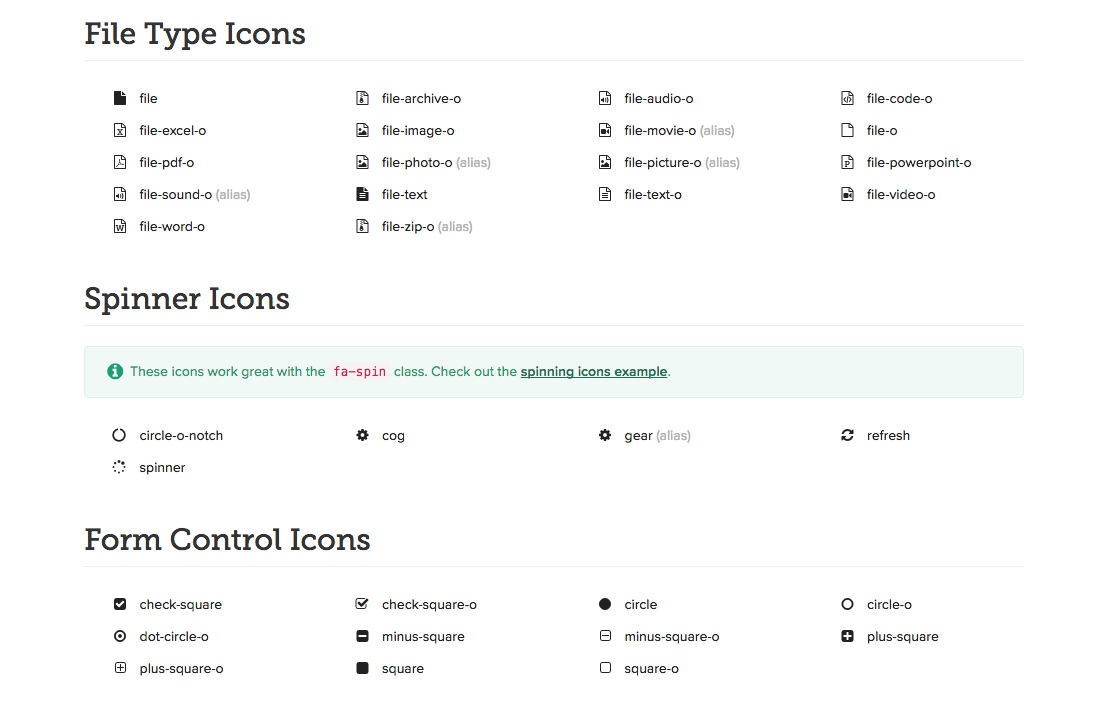 File Type Icons
file file-archive-o file-audio-o file-code-o
file-excel-o file-image-o file-movie-o (alias) file-o
file-pdf-o file-photo-o (alias) file-picture-o (alias) file-powerpoint-o
file-sound-o (alias) file-text file-text-o file-video-o
file-word-o file-zip-o (alias)
Spinner Icons
These icons work great with the fa-spin class. Check out the spinning icons example.
circle-o-notch cog gear (alias) refresh
spinner
Form Control Icons
check-square check-square-o circle circle-o
dot-circle-o minus-square minus-square-o plus-square
plus-square-o square square-o